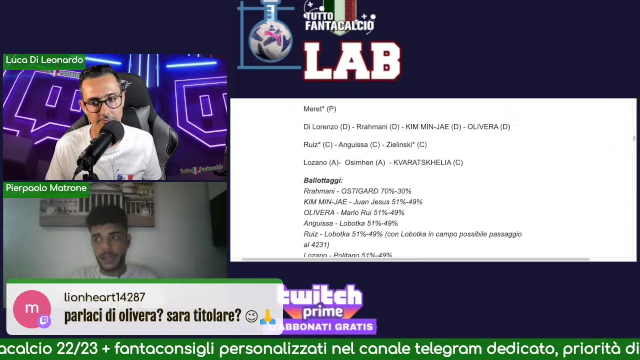 TUTTO
FANTACALCIO
LAB
Luca Di Leonardo
Pierpaolo Matrone
Meret* (P)
Di Lorenzo (D) - Rrahmani (D) - KIM MIN-JAE (D) - OLIVERA (D)
Ruiz* (C) - Anguissa (C) - Zielinski* (C)
Lozano (A)- Osimhen (A) - KVARATSKHELIA (C)
Ballottaggi:
Rrahmani - OSTIGARD 70%-30%
KIM MIN-JAE - Juan Jesus 51%-49%
OLIVERA - Mario Rui 51%-49%
Anguissa - Lobotka 51%-49%
Ruiz - Lobotka 51%-49% (con Lobotka in campo possibile passaggio
al 4231)
Lozano - Politano 51%-49%
m
lionheart14287
parlaci di olivera? sara titolare? 😉🙏
twitch
prime
ABBONATI GRATIS
acalcio 22/23 + fantaconsigli personalizzati nel canale telegram dedicato, priorità di